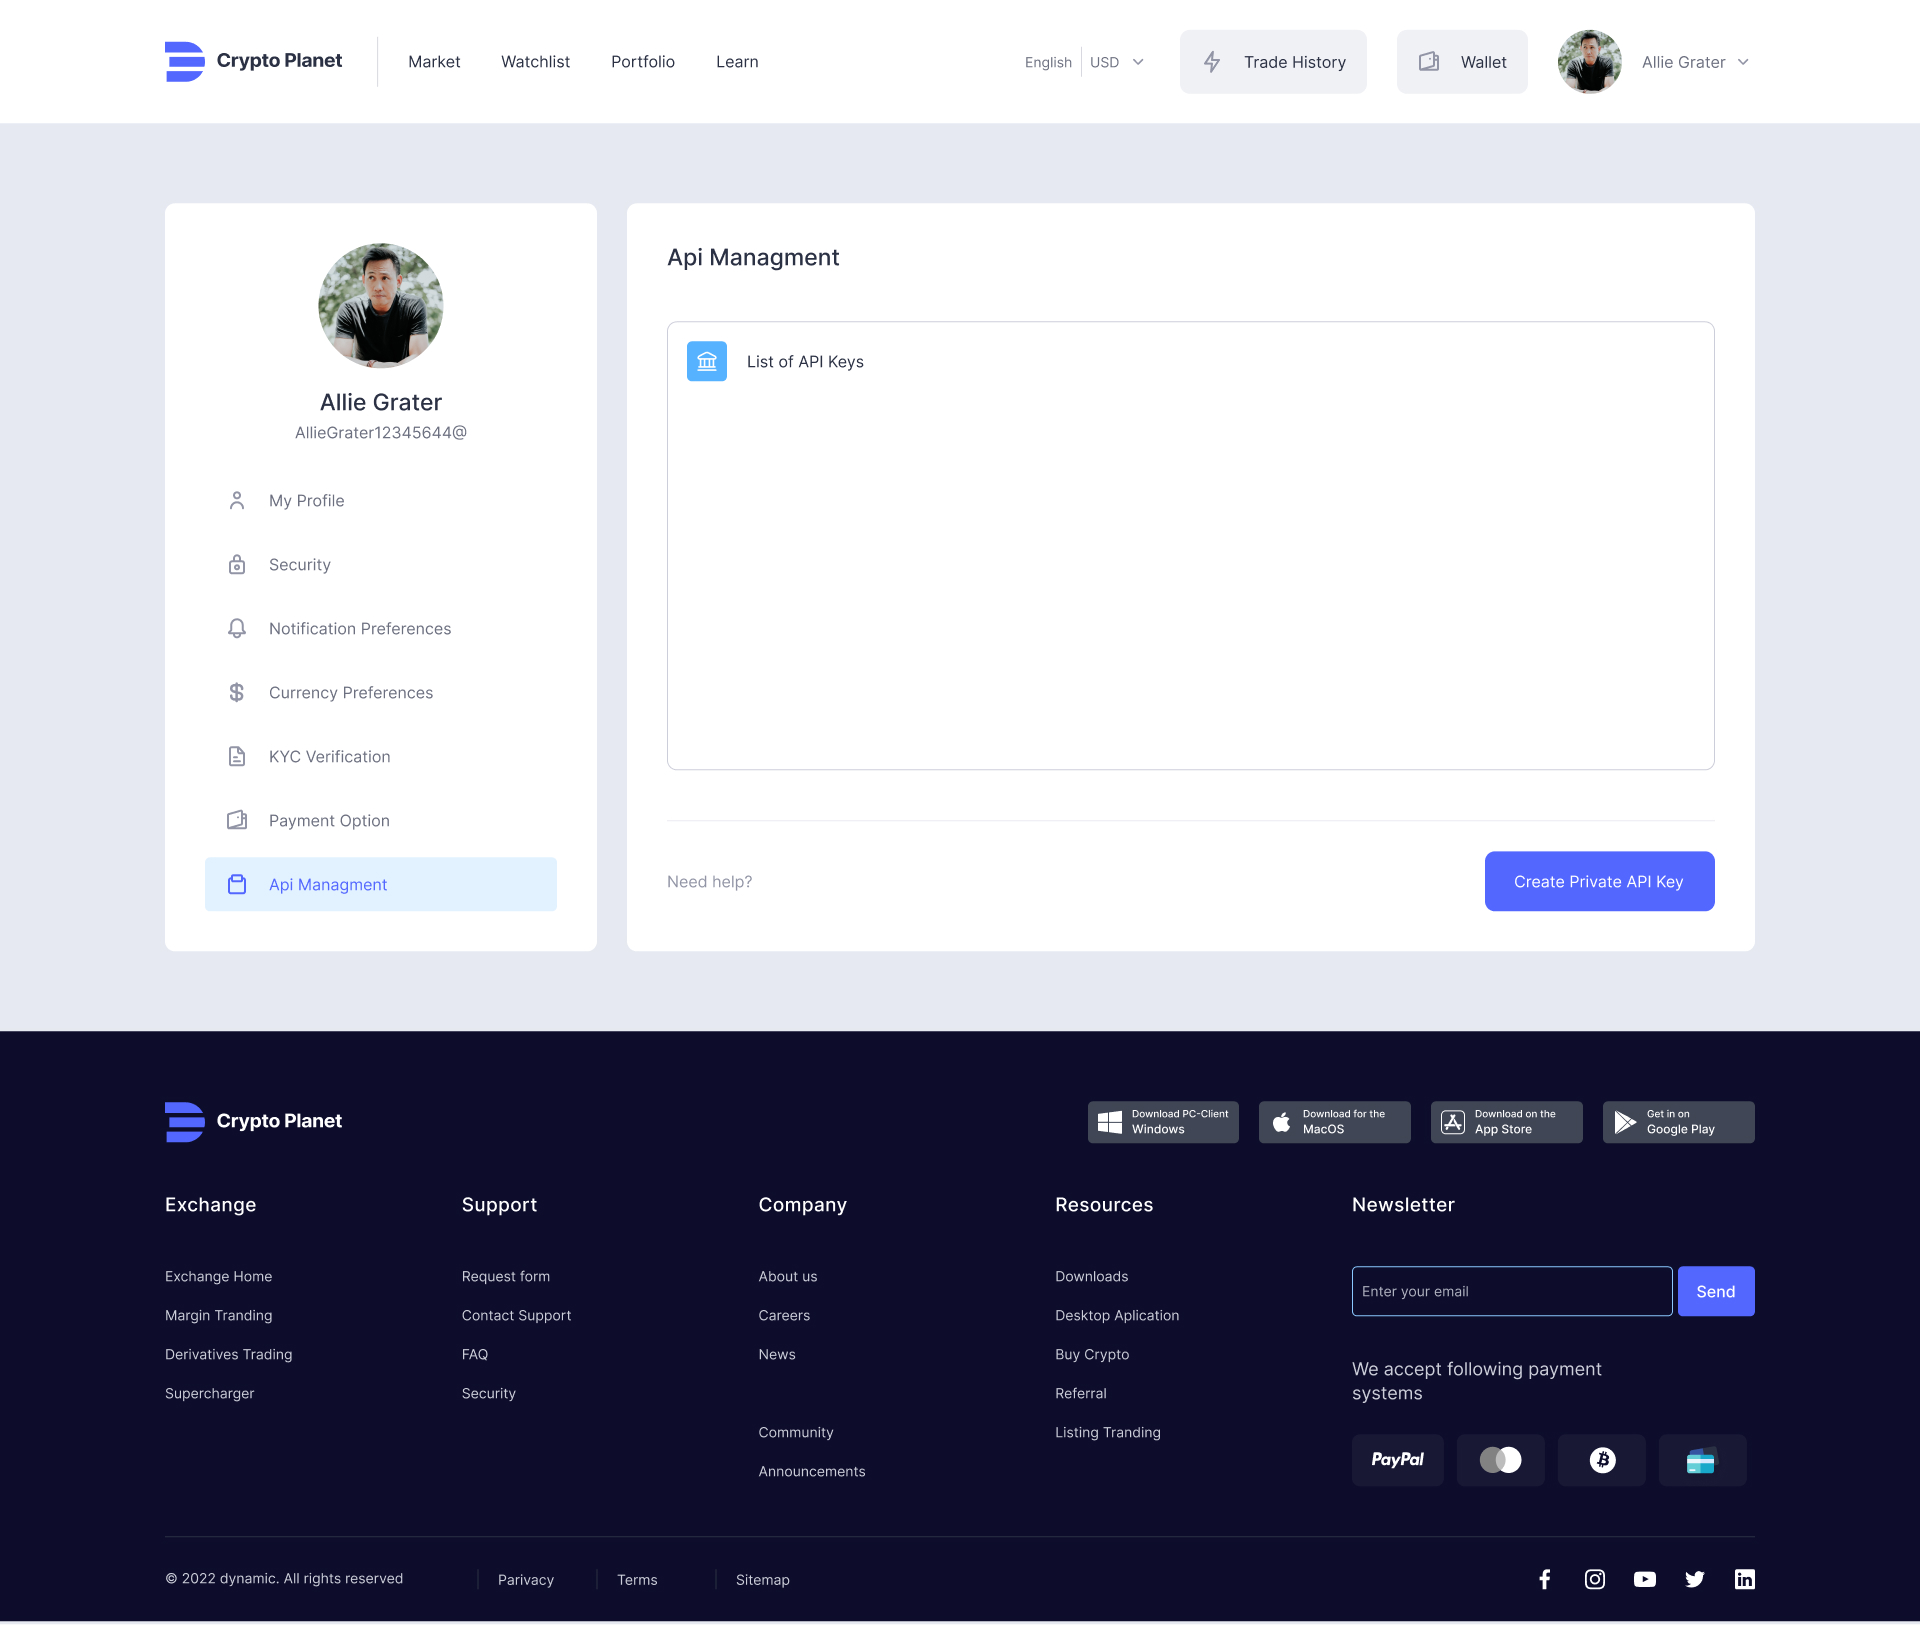 Crypto Planet
Market
Watchlist
Portfolio
Learn
English
USD
Trade History
Wallet
Allie Grater
Allie Grater
AllieGrater12345644@
My Profile
Security
Notification Preferences
Currency Preferences
KYC Verification
Payment Option
Api Managment
Api Managment
List of API Keys
Need help?
Create Private API Key
Crypto Planet
Download PC-Client
Windows
Download for the
MacOS
Download on the
App Store
Get in on
Google Play
Exchange
Exchange Home
Margin Tranding
Derivatives Trading
Supercharger
Support
Request form
Contact Support
FAQ
Security
Company
About us
Careers
News
Community
Announcements
Resources
Downloads
Desktop Aplication
Buy Crypto
Referral
Listing Tranding
Newsletter
Enter your email
Send
We accept following payment
systems
PayPal
© 2022 dynamic. All rights reserved
Parivacy
Terms
Sitemap